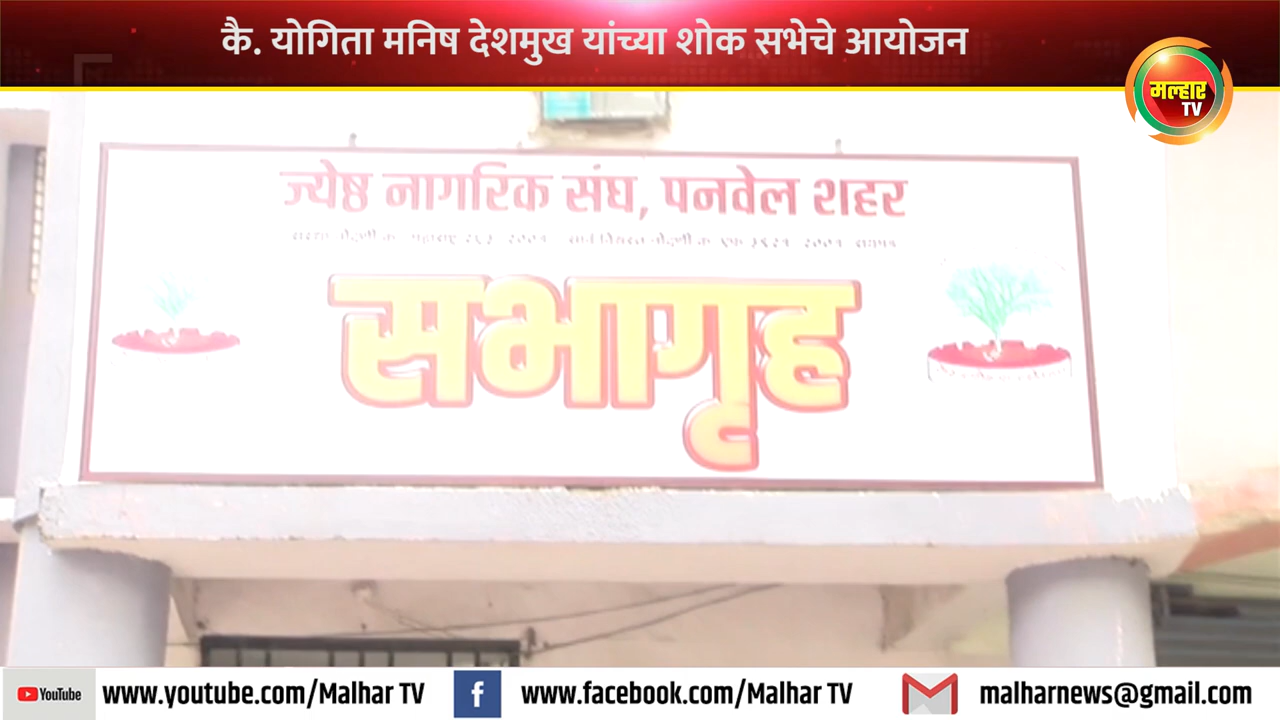 कै. योगिता मनिष देशमुख यांच्या शोक सभेचे आयोजन
मल्हार
TV
ज्येष्ठ नागरिक संघ, पनवेल शहर
सभागृह
YouTube www.youtube.com/Malhar TV www.facebook.com/Malhar TV malharnews@gmail.com